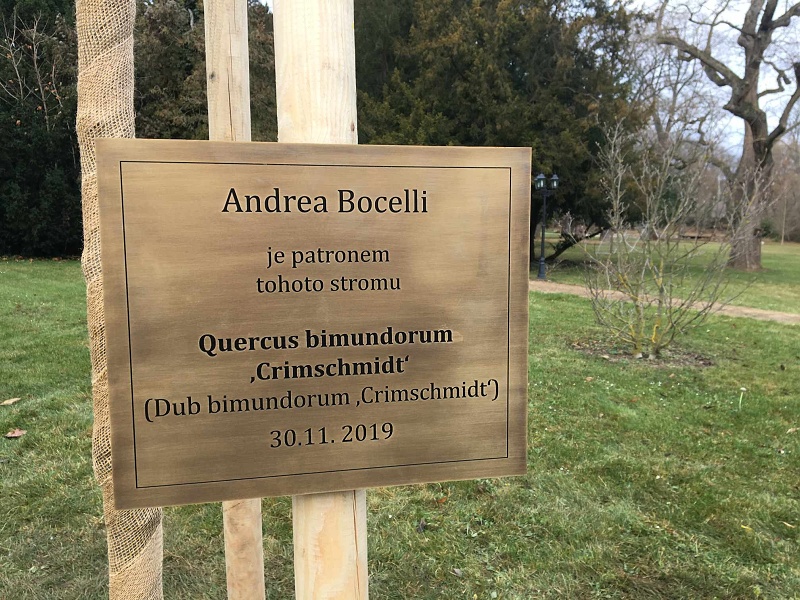 Andrea Bocelli
je patronem
tohoto stromu
Quercus bimundorum
‚Crimschmidt‘
(Dub bimundorum ‚Crimschmidt‘)
30.11. 2019